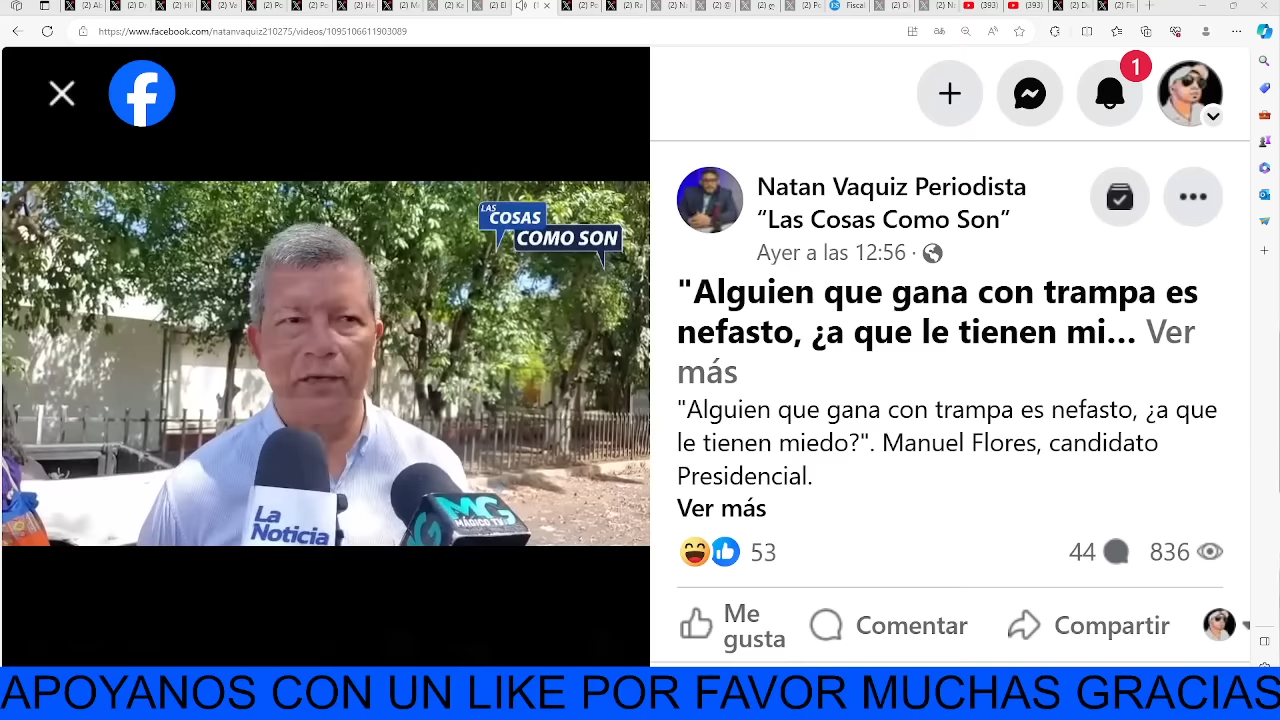 https://www.facebook.com/natanvaquiz210275/videos/1095106611903089
1
Natan Vaquiz Periodista
“Las Cosas Como Son”
Ayer a las 12:56 ·
"Alguien que gana con trampa es
nefasto, ¿a que le tienen mi... Ver
más
"Alguien que gana con trampa es nefasto, ¿a que
le tienen miedo?". Manuel Flores, candidato
Presidencial.
Ver más
53
44
836
Me
gusta
Comentar
Compartir
LAS
COSAS
COMO SON
La
Noticia
MG
MÁGICO TV
APOYANOS CON UN LIKE POR FAVOR MUCHAS GRACIAS